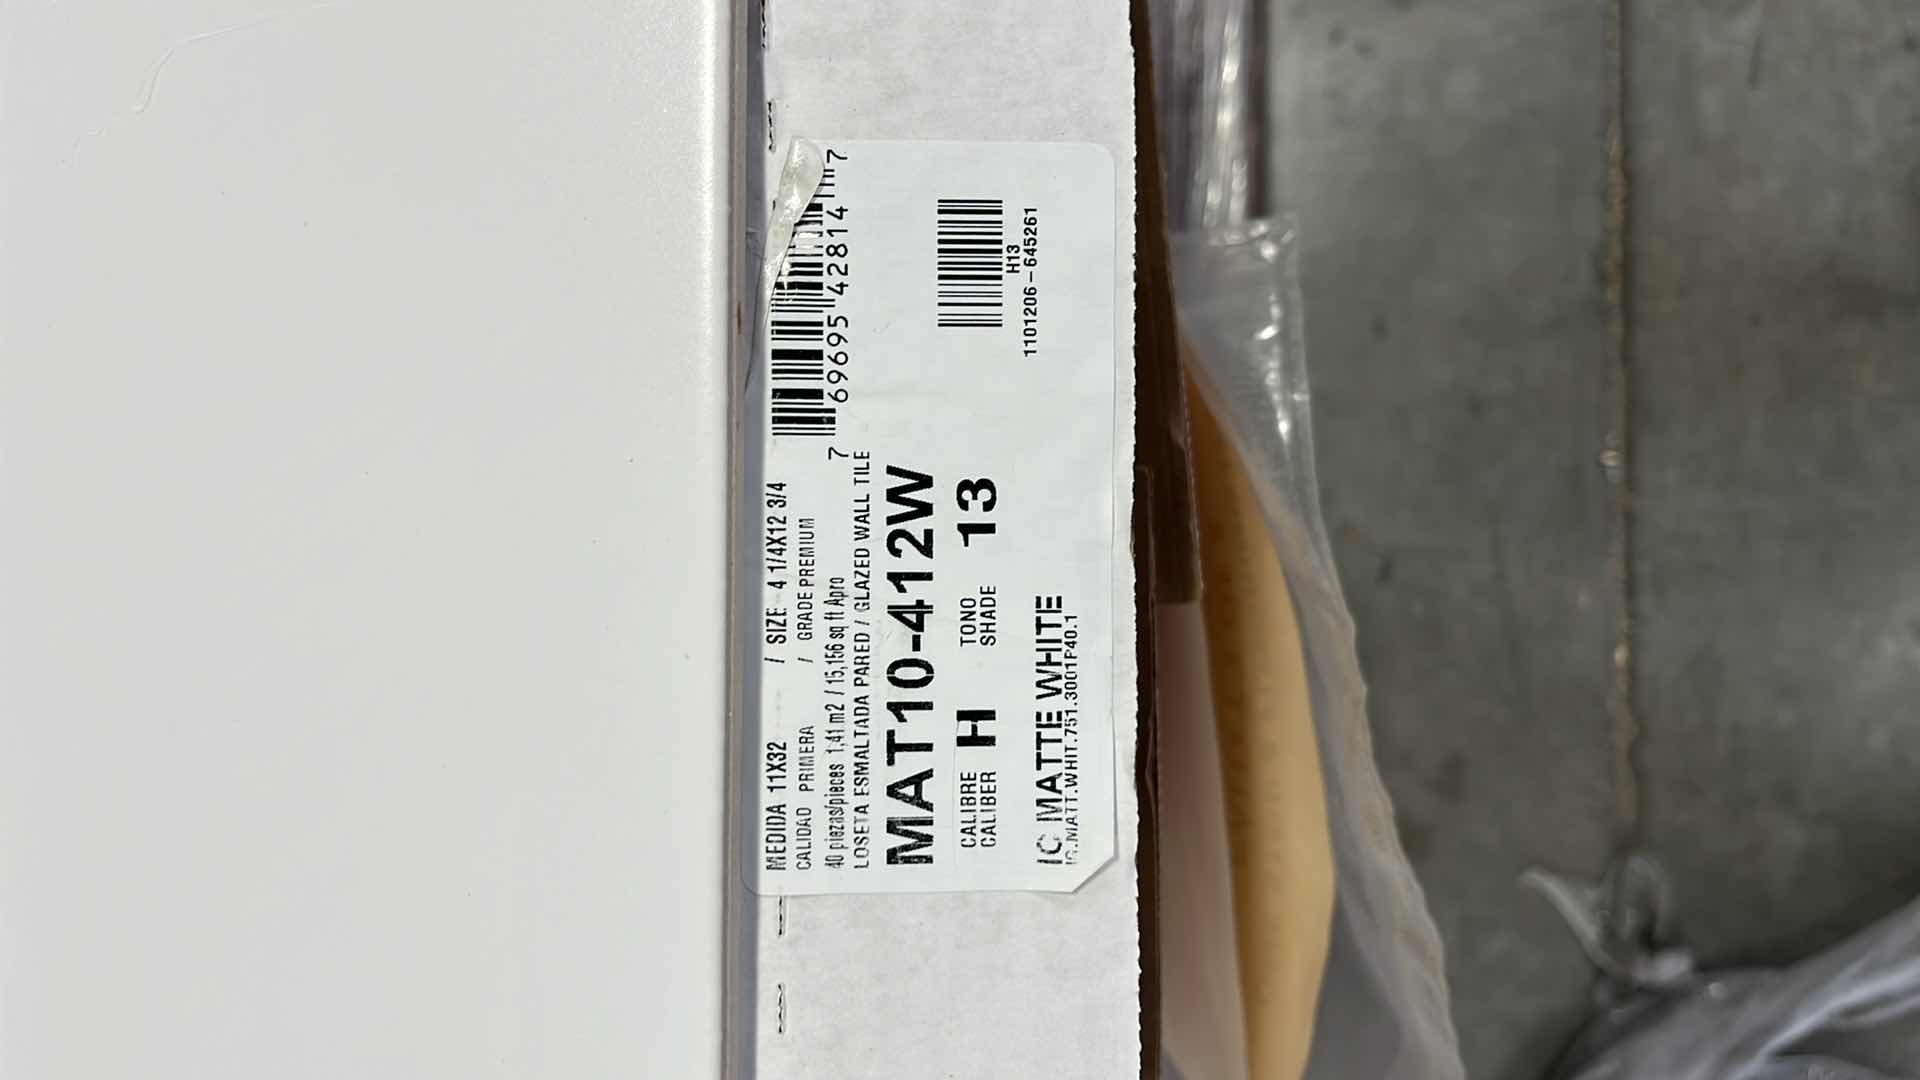 MEDIDA 11X32 / SIZE 4 1/4X12 3/4
CALIDAD PRIMERA / GRADE PREMIUM
40 piezas/pieces 1,41 m2 / 15,156 sq ft Apro
LOSETA ESMALTADA PARED / GLAZED WALL TILE
7 69695 42814 7
MAT10-412W
CALIBRE H TONO 13
CALIBER SHADE
H13
1101206-645261
IC MATTE WHITE
IC.MATT.WHIT.751.3001P40.1